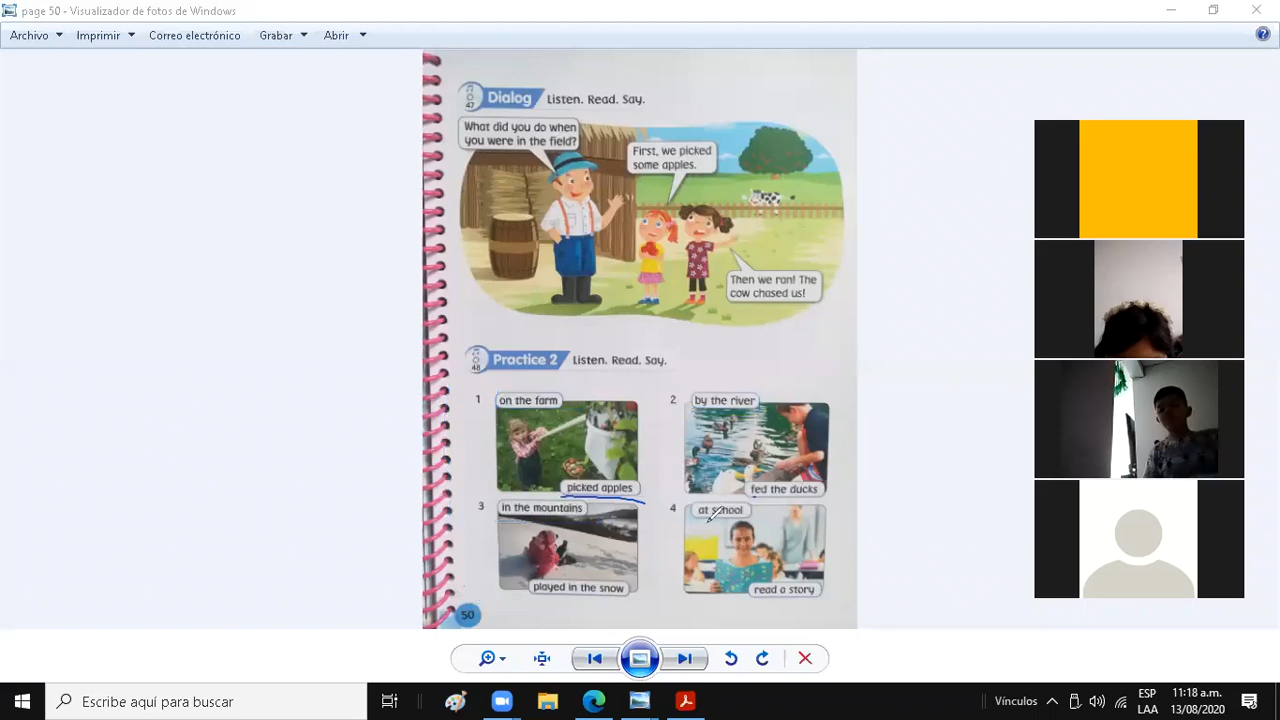 page 50 - Visualizador de fotos de Windows
Archivo Imprimir Correo electrónico Grabar Abrir
47
Dialog Listen. Read. Say.
What did you do when
you were in the field?
First, we picked
some apples.
Then we ran! The
cow chased us!
48
Practice 2 Listen. Read. Say.
1 on the farm
picked apples
2 by the river
fed the ducks
3 in the mountains
played in the snow
4 at school
read a story
50
Escribe aquí para buscar
Vínculos
ESP
LAA
11:18 a.m.
13/08/2020